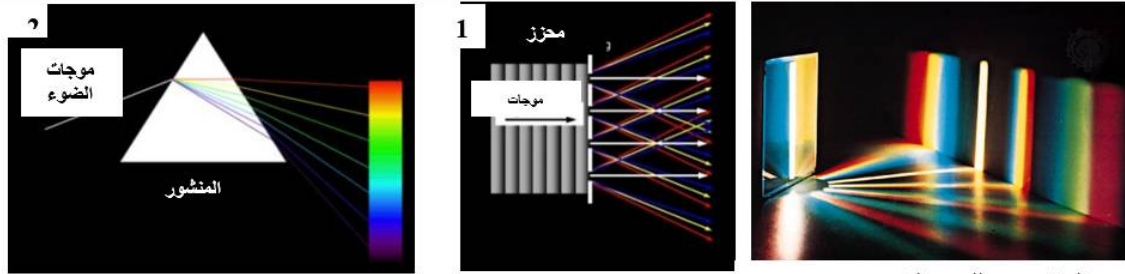 2
موجات
الضوء
المنشور
1
محزز
موجات